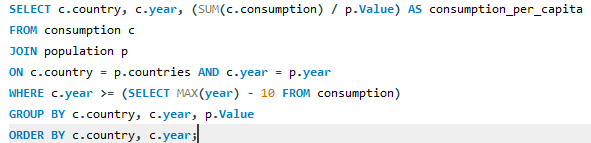 SELECT c.country, c.year, (SUM(c.consumption) / p.Value) AS consumption_per_capita
FROM consumption c
JOIN population p
ON c.country = p.countries AND c.year = p.year
WHERE c.year >= (SELECT MAX(year) - 10 FROM consumption)
GROUP BY c.country, c.year, p.Value
ORDER BY c.country, c.year;